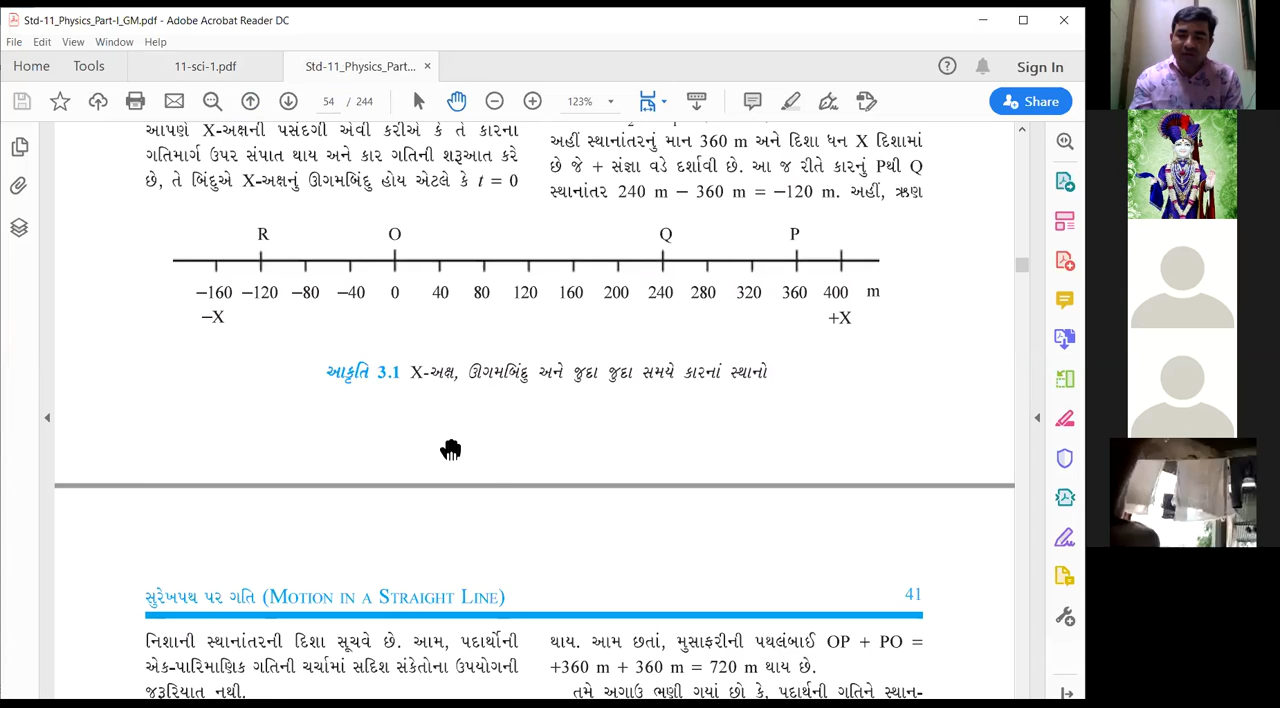 Std-11_Physics_Part-I_GM.pdf - Adobe Acrobat Reader DC
File Edit View Window Help
Home Tools 11-sci-1.pdf Std-11_Physics_Part... × Sign In
54 / 244 123% Share
આપણે X-અક્ષની પસંદગી એવી કરીએ કે તે કારના
ગતિમાર્ગ ઉપર સંપાત થાય અને કાર ગતિની શરૂઆત કરે
છે, તે બિંદુએ X-અક્ષનું ઊગમબિંદુ હોય એટલે કે t = 0
અહીં સ્થાનાંતરનું માન 360 m અને દિશા ધન X દિશામાં
છે જે + સંજ્ઞા વડે દર્શાવી છે. આ જ રીતે કારનું Pથી Q
સ્થાનાંતર 240 m − 360 m = −120 m. અહીં, ઋણ
R O Q P
−160 −120 −80 −40 0 40 80 120 160 200 240 280 320 360 400 m
−X +X
આકૃતિ 3.1 X-અક્ષ, ઊગમબિંદુ અને જુદા જુદા સમયે કારનાં સ્થાનો
સુરેખપથ પર ગતિ (MOTION IN A STRAIGHT LINE) 41
નિશાની સ્થાનાંતરની દિશા સૂચવે છે. આમ, પદાર્થોની
એક-પારિમાણિક ગતિની ચર્ચામાં સદિશ સંકેતોના ઉપયોગની
જરૂરિયાત નથી.
થાય. આમ છતાં, મુસાફરીની પથલંબાઈ OP + PO =
+360 m + 360 m = 720 m થાય છે.
તમે અગાઉ ભણી ગયાં છો કે, પદાર્થની ગતિને સ્થાન-